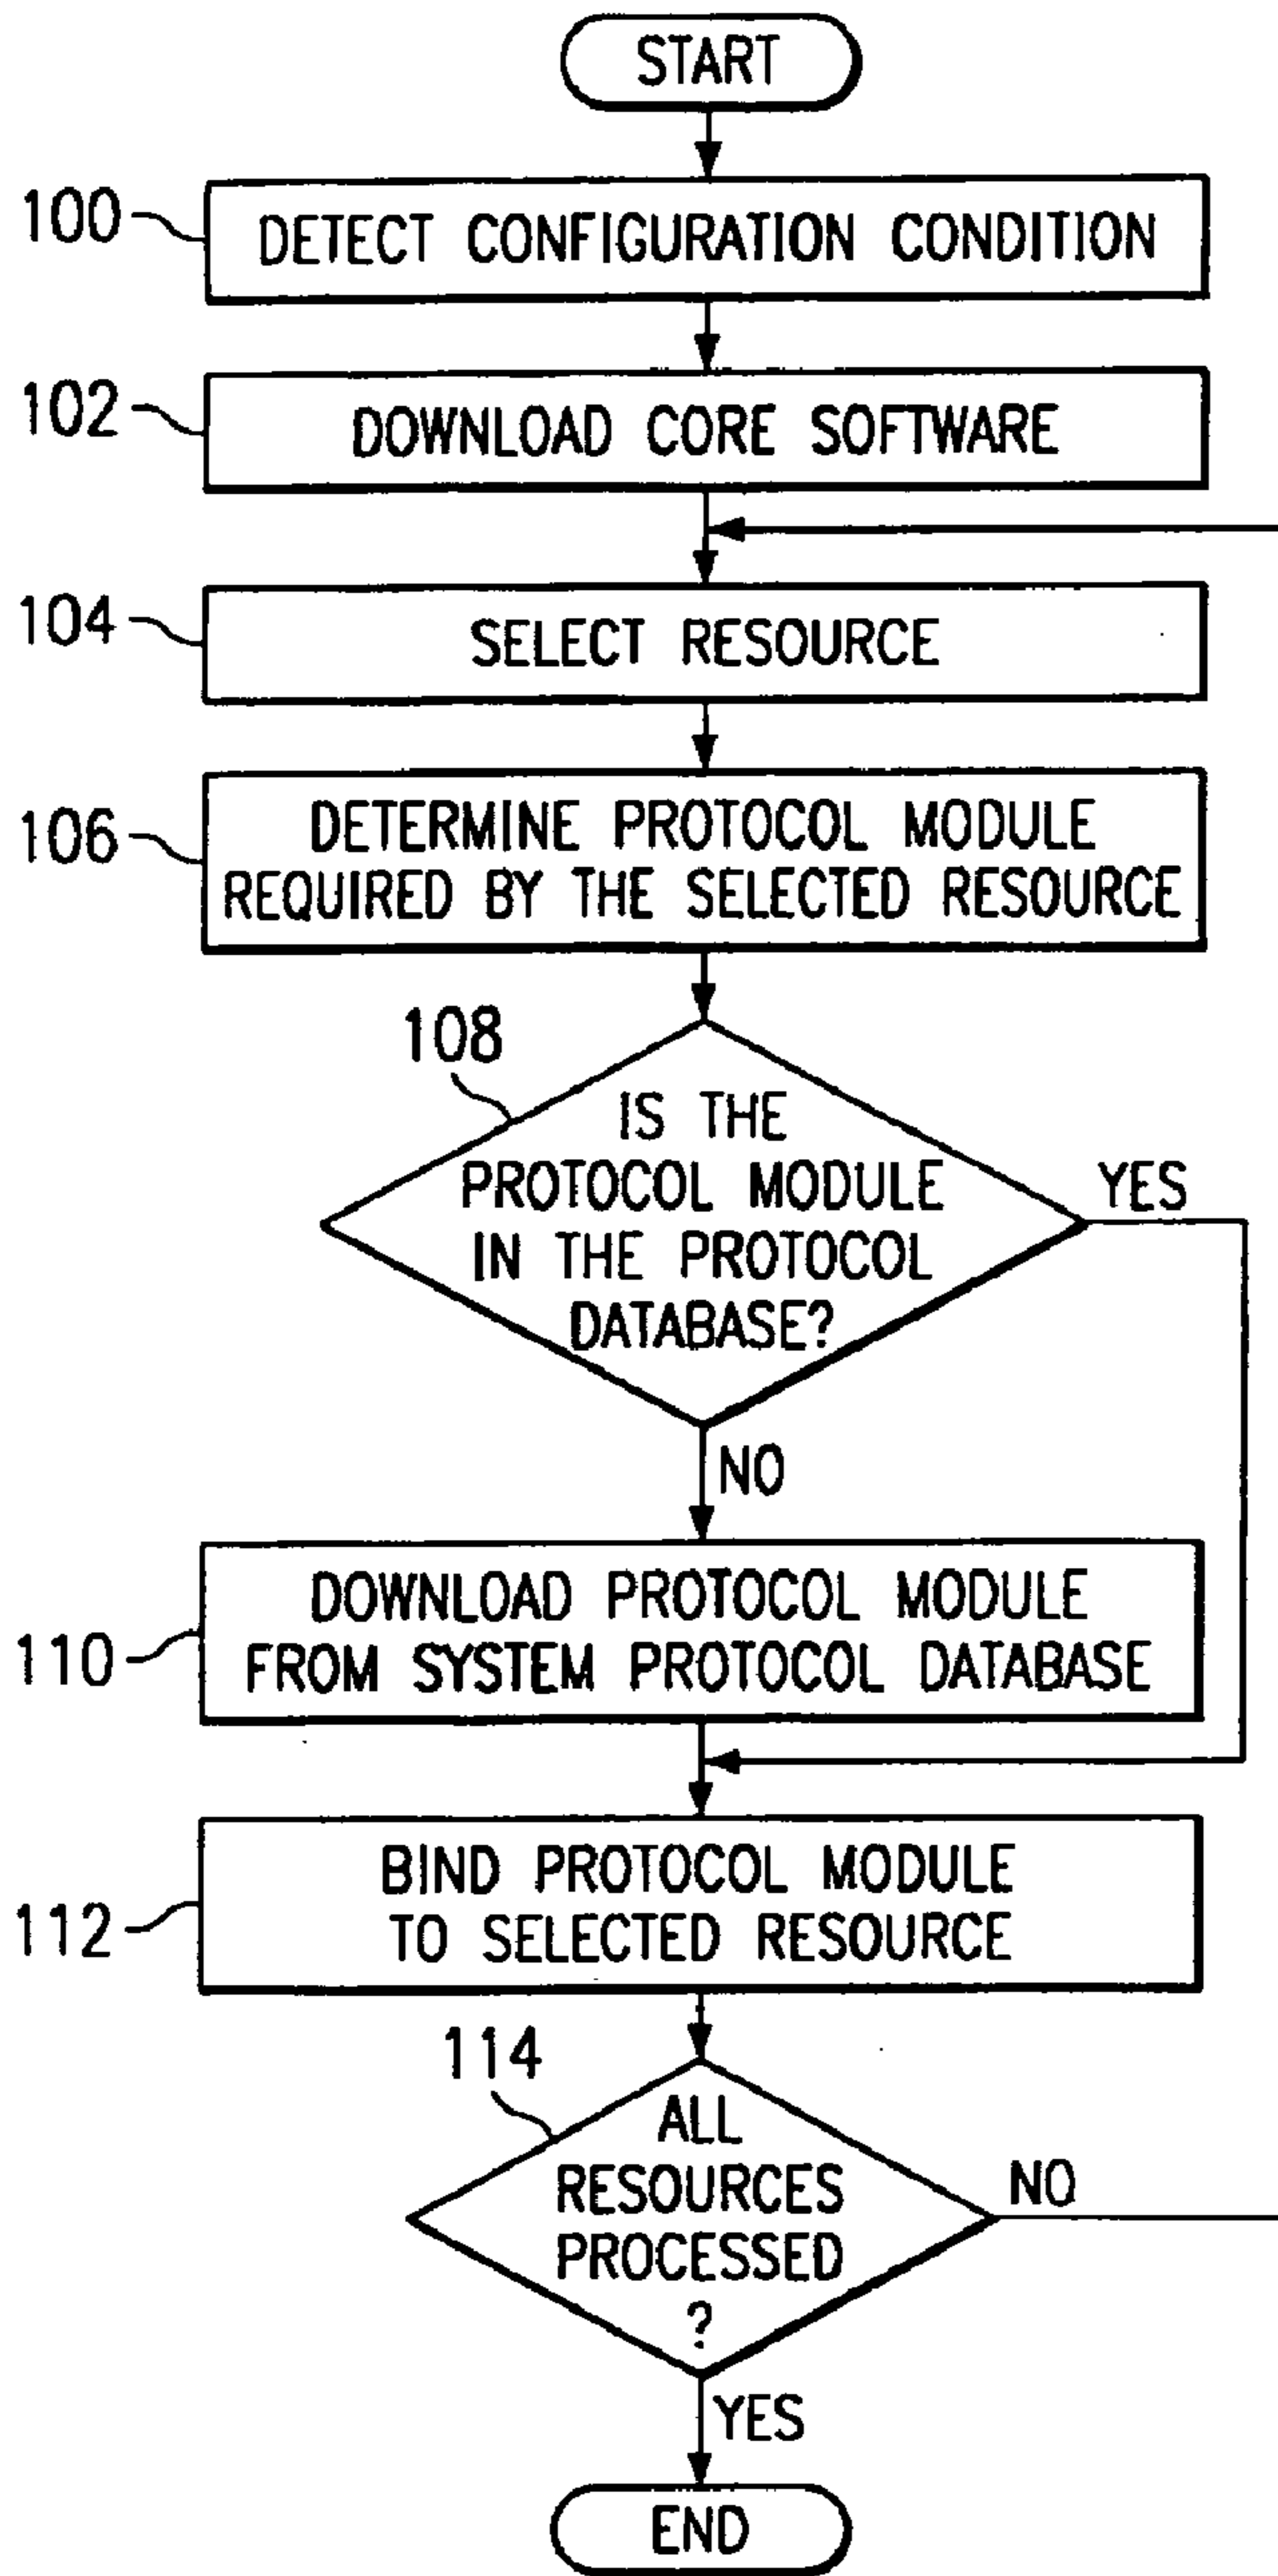 START
100
DETECT CONFIGURATION CONDITION
102
DOWNLOAD CORE SOFTWARE
104
SELECT RESOURCE
106
DETERMINE PROTOCOL MODULE
REQUIRED BY THE SELECTED RESOURCE
108
IS THE
PROTOCOL MODULE
IN THE PROTOCOL
DATABASE?
YES
NO
110
DOWNLOAD PROTOCOL MODULE
FROM SYSTEM PROTOCOL DATABASE
112
BIND PROTOCOL MODULE
TO SELECTED RESOURCE
114
ALL
RESOURCES
PROCESSED
?
NO
YES
END